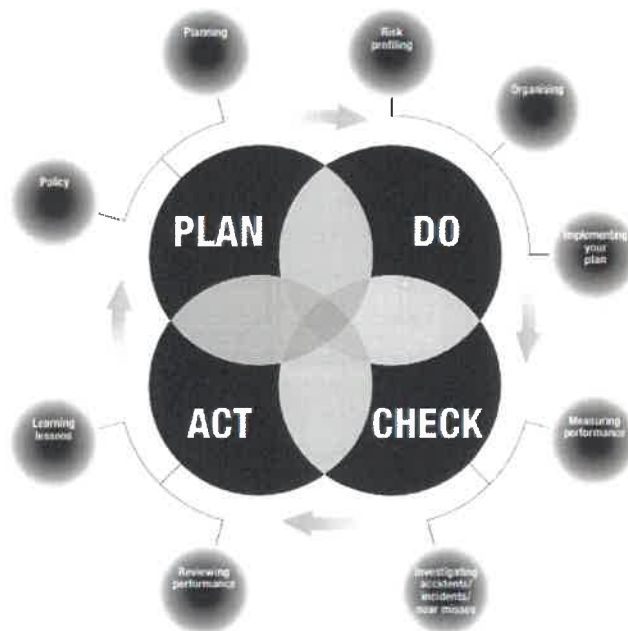 Planning
Risk
profiling
Organising
Policy
PLAN
DO
Implementing
your
plan
Learning
lessons
ACT
CHECK
Measuring
performance
Reviewing
performance
Investigating
accidents/
incidents/
near misses